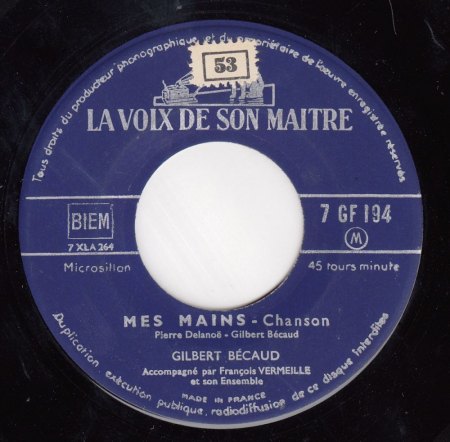 Tous droits du producteur phonographique et du propriétaire de l'œuvre enregistrée réservés
53
LA VOIX DE SON MAITRE
BIEM
7 XLA 264
7 GF 194
M
Microsillon
45 tours minute
MES MAINS - Chanson
Pierre Delanoë - Gilbert Bécaud
GILBERT BÉCAUD
Accompagné par François VERMEILLE
et son Ensemble
MADE IN FRANCE
Duplication exécution publique, radiodiffusion de ce disque interdites